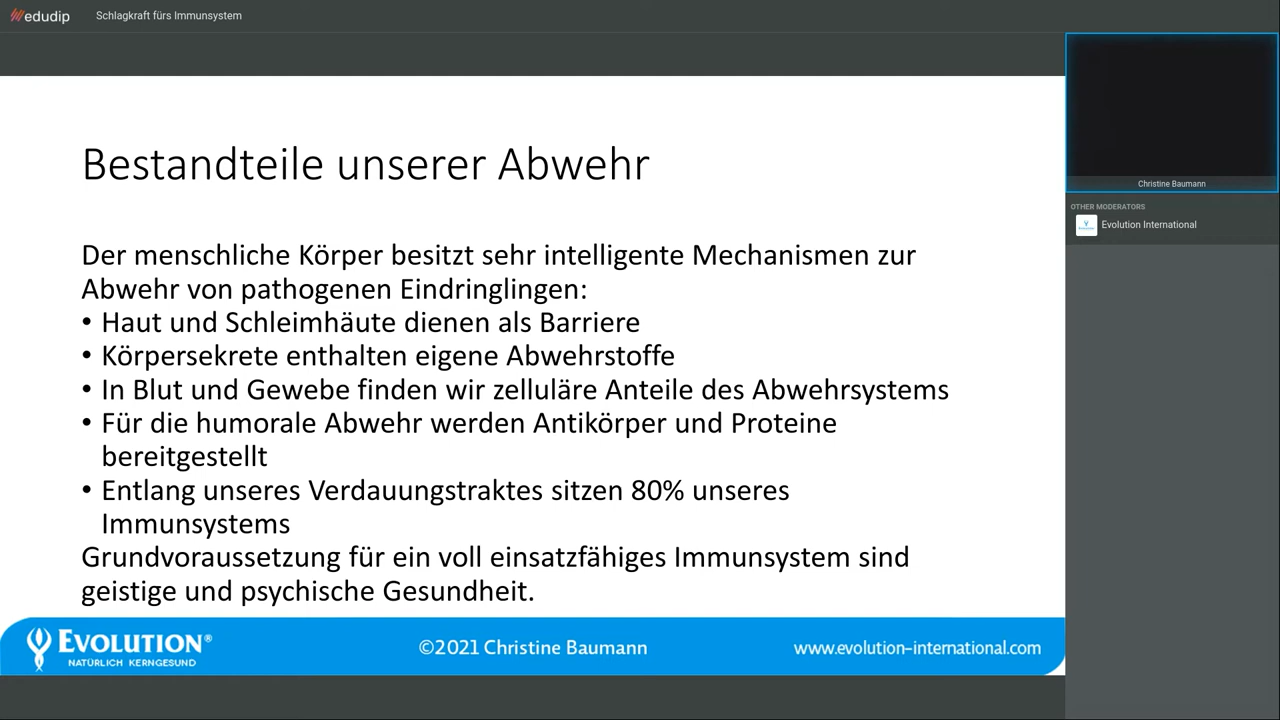 edudip
Schlagkraft fürs Immunsystem
Bestandteile unserer Abwehr
Der menschliche Körper besitzt sehr intelligente Mechanismen zur
Abwehr von pathogenen Eindringlingen:
• Haut und Schleimhäute dienen als Barriere
• Körpersekrete enthalten eigene Abwehrstoffe
• In Blut und Gewebe finden wir zelluläre Anteile des Abwehrsystems
• Für die humorale Abwehr werden Antikörper und Proteine
bereitgestellt
• Entlang unseres Verdauungstraktes sitzen 80% unseres
Immunsystems
Grundvoraussetzung für ein voll einsatzfähiges Immunsystem sind
geistige und psychische Gesundheit.
EVOLUTION®
NATÜRLICH KERNGESUND
©2021 Christine Baumann
www.evolution-international.com
Christine Baumann
OTHER MODERATORS
Evolution International